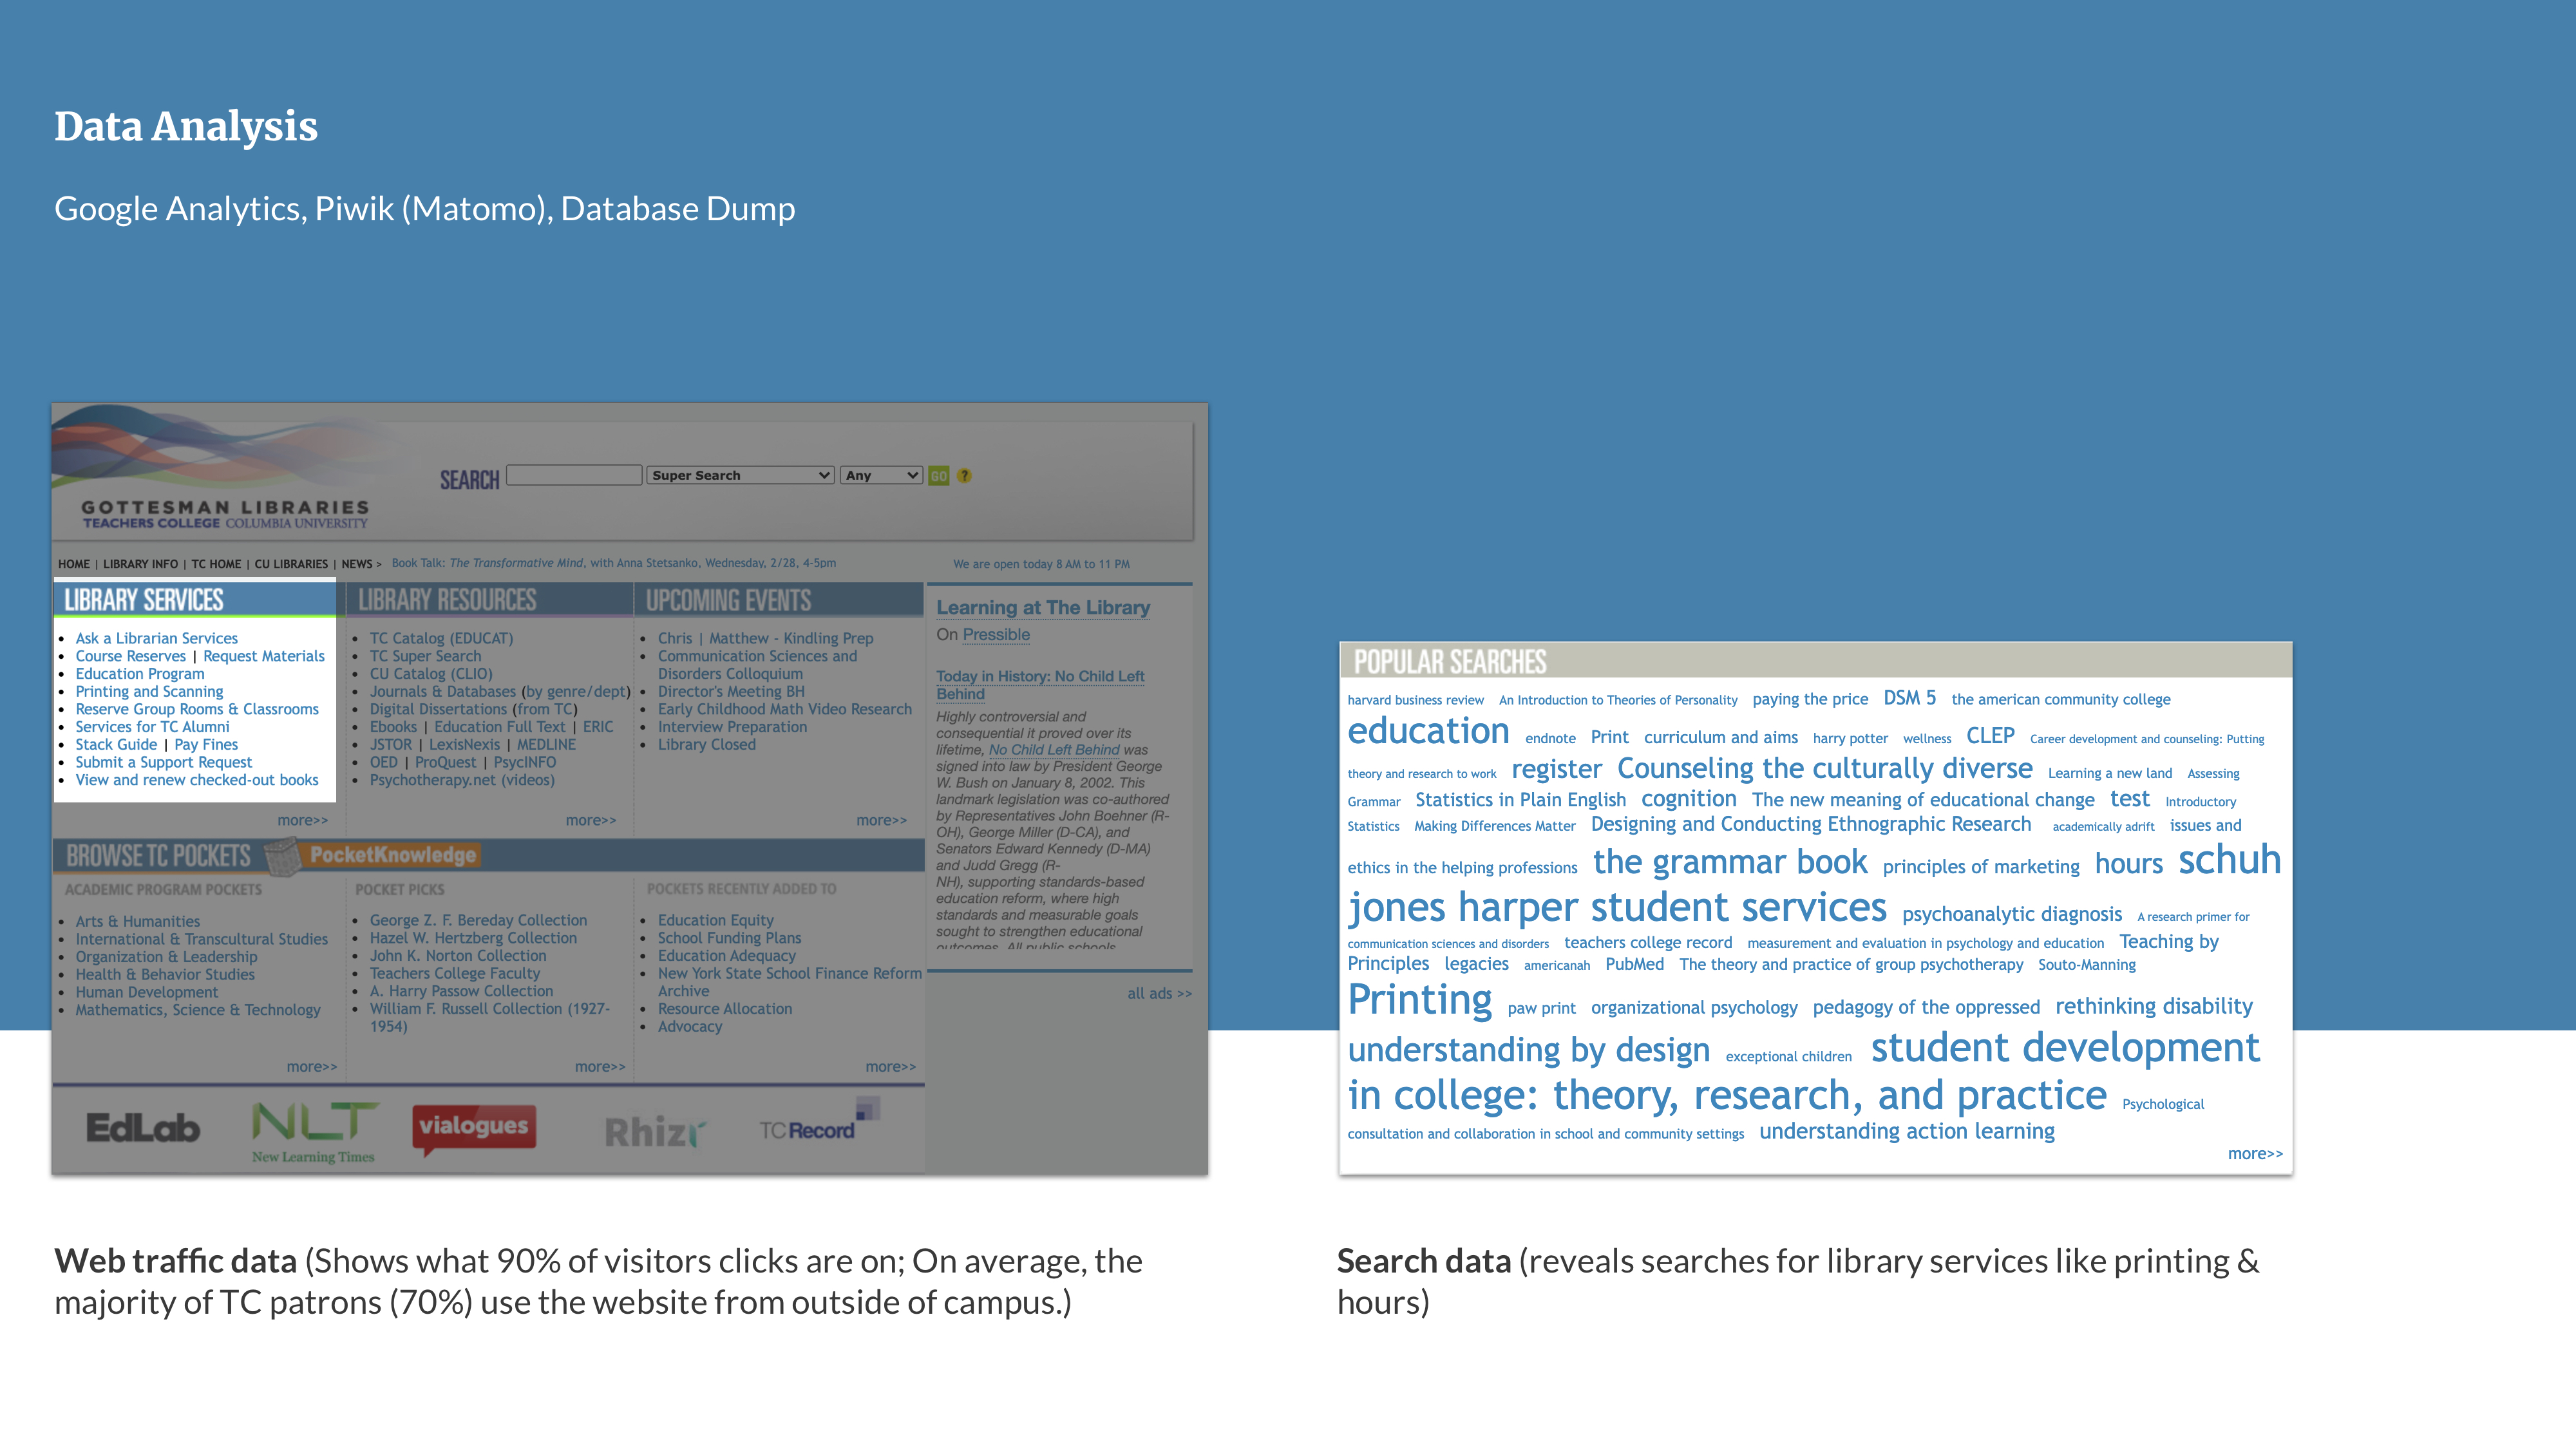 Data Analysis
Google Analytics, Piwik (Matomo), Database Dump
SEARCH
Super Search
Any
GO
?
GOTTESMAN LIBRARIES
TEACHERS COLLEGE COLUMBIA UNIVERSITY
HOME | LIBRARY INFO | TC HOME | CU LIBRARIES | NEWS > Book Talk: The Transformative Mind, with Anna Stetsanko, Wednesday, 2/28, 4-5pm
We are open today 8 AM to 11 PM
LIBRARY SERVICES
• Ask a Librarian Services
• Course Reserves | Request Materials
• Education Program
• Printing and Scanning
• Reserve Group Rooms & Classrooms
• Services for TC Alumni
• Stack Guide | Pay Fines
• Submit a Support Request
• View and renew checked-out books
more>>
LIBRARY RESOURCES
• TC Catalog (EDUCAT)
• TC Super Search
• CU Catalog (CLIO)
• Journals & Databases (by genre/dept)
• Digital Dissertations (from TC)
• Ebooks | Education Full Text | ERIC
• JSTOR | LexisNexis | MEDLINE
• OED | ProQuest | PsycINFO
• Psychotherapy.net (videos)
more>>
UPCOMING EVENTS
• Chris | Matthew - Kindling Prep
• Communication Sciences and
Disorders Colloquium
• Director's Meeting BH
• Early Childhood Math Video Research
• Interview Preparation
• Library Closed
more>>
Learning at The Library
On Pressible
Today in History: No Child Left
Behind
Highly controversial and
consequential it proved over its
lifetime, No Child Left Behind was
signed into law by President George
W. Bush on January 8, 2002. This
landmark legislation was co-authored
by Representatives John Boehner (R-
OH), George Miller (D-CA), and
Senators Edward Kennedy (D-MA)
and Judd Gregg (R-
NH), supporting standards-based
education reform, where high
standards and measurable goals
sought to strengthen educational
outcomes. All public schools
all ads >>
BROWSE TC POCKETS PocketKnowledge
ACADEMIC PROGRAM POCKETS
• Arts & Humanities
• International & Transcultural Studies
• Organization & Leadership
• Health & Behavior Studies
• Human Development
• Mathematics, Science & Technology
more>>
POCKET PICKS
• George Z. F. Bereday Collection
• Hazel W. Hertzberg Collection
• John K. Norton Collection
• Teachers College Faculty
• A. Harry Passow Collection
• William F. Russell Collection (1927-
1954)
more>>
POCKETS RECENTLY ADDED TO
• Education Equity
• School Funding Plans
• Education Adequacy
• New York State School Finance Reform
Archive
• Resource Allocation
• Advocacy
more>>
EdLab
NLT
New Learning Times
vialogues
Rhizr
TCRecord
POPULAR SEARCHES
harvard business review An Introduction to Theories of Personality paying the price DSM 5 the american community college
education endnote Print curriculum and aims harry potter wellness CLEP Career development and counseling: Putting
theory and research to work register Counseling the culturally diverse Learning a new land Assessing
Grammar Statistics in Plain English cognition The new meaning of educational change test Introductory
Statistics Making Differences Matter Designing and Conducting Ethnographic Research academically adrift issues and
ethics in the helping professions the grammar book principles of marketing hours schuh
jones harper student services psychoanalytic diagnosis A research primer for
communication sciences and disorders teachers college record measurement and evaluation in psychology and education Teaching by
Principles legacies americanah PubMed The theory and practice of group psychotherapy Souto-Manning
Printing paw print organizational psychology pedagogy of the oppressed rethinking disability
understanding by design exceptional children student development
in college: theory, research, and practice Psychological
consultation and collaboration in school and community settings understanding action learning
more>>
Web traffic data (Shows what 90% of visitors clicks are on; On average, the
majority of TC patrons (70%) use the website from outside of campus.)
Search data (reveals searches for library services like printing &
hours)